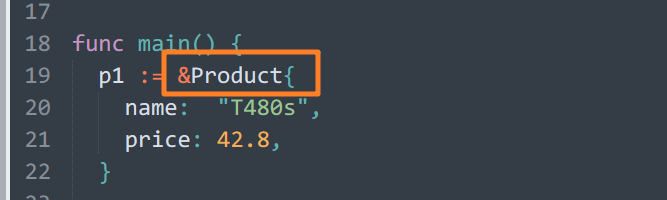 17
18 func main() {
19 p1 := &Product{
20 name:  "T480s",
21 price: 42.8,
22 }